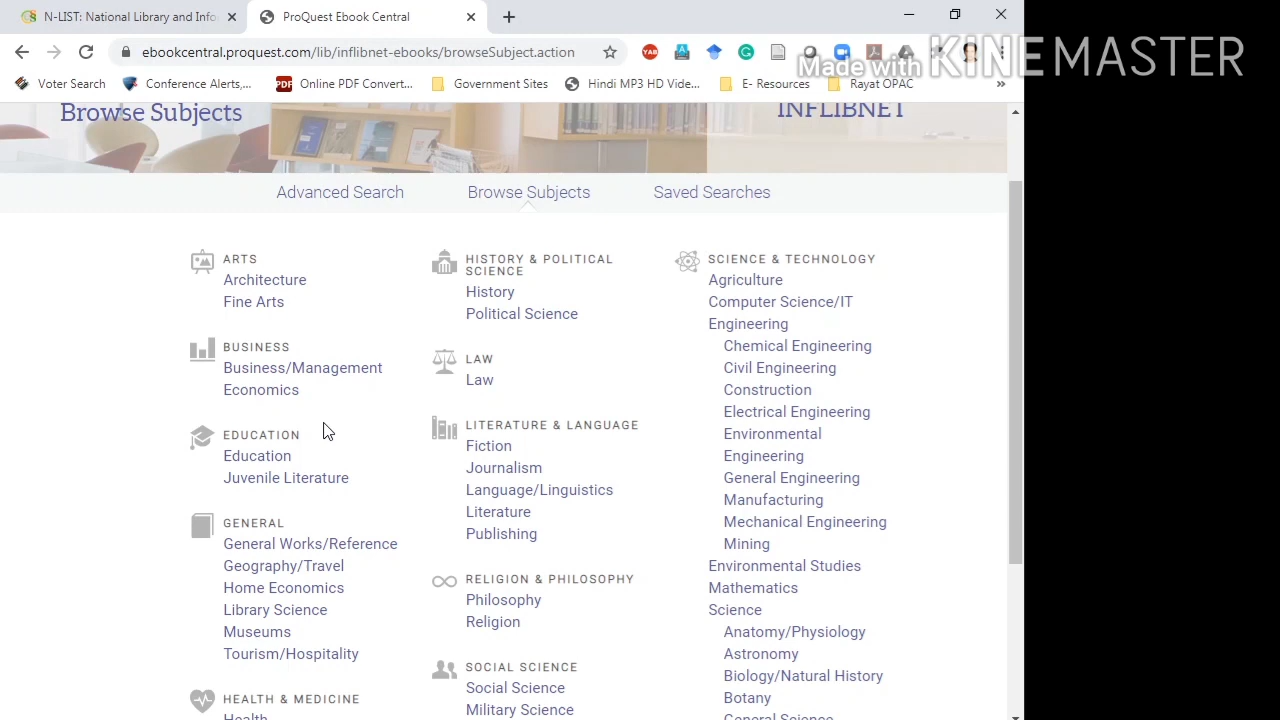 N-LIST: National Library and Info
ProQuest Ebook Central
ebookcentral.proquest.com/lib/inflibnet-ebooks/browseSubject.action
Made with KINEMASTER
Voter Search
Conference Alerts,...
Online PDF Convert...
Government Sites
Hindi MP3 HD Vide...
E- Resources
Rayat OPAC
Browse Subjects
INFLIBNET
Advanced Search
Browse Subjects
Saved Searches
ARTS
Architecture
Fine Arts
BUSINESS
Business/Management
Economics
EDUCATION
Education
Juvenile Literature
GENERAL
General Works/Reference
Geography/Travel
Home Economics
Library Science
Museums
Tourism/Hospitality
HEALTH & MEDICINE
Health
HISTORY & POLITICAL
SCIENCE
History
Political Science
LAW
Law
LITERATURE & LANGUAGE
Fiction
Journalism
Language/Linguistics
Literature
Publishing
RELIGION & PHILOSOPHY
Philosophy
Religion
SOCIAL SCIENCE
Social Science
Military Science
SCIENCE & TECHNOLOGY
Agriculture
Computer Science/IT
Engineering
Chemical Engineering
Civil Engineering
Construction
Electrical Engineering
Environmental
Engineering
General Engineering
Manufacturing
Mechanical Engineering
Mining
Environmental Studies
Mathematics
Science
Anatomy/Physiology
Astronomy
Biology/Natural History
Botany
General Science